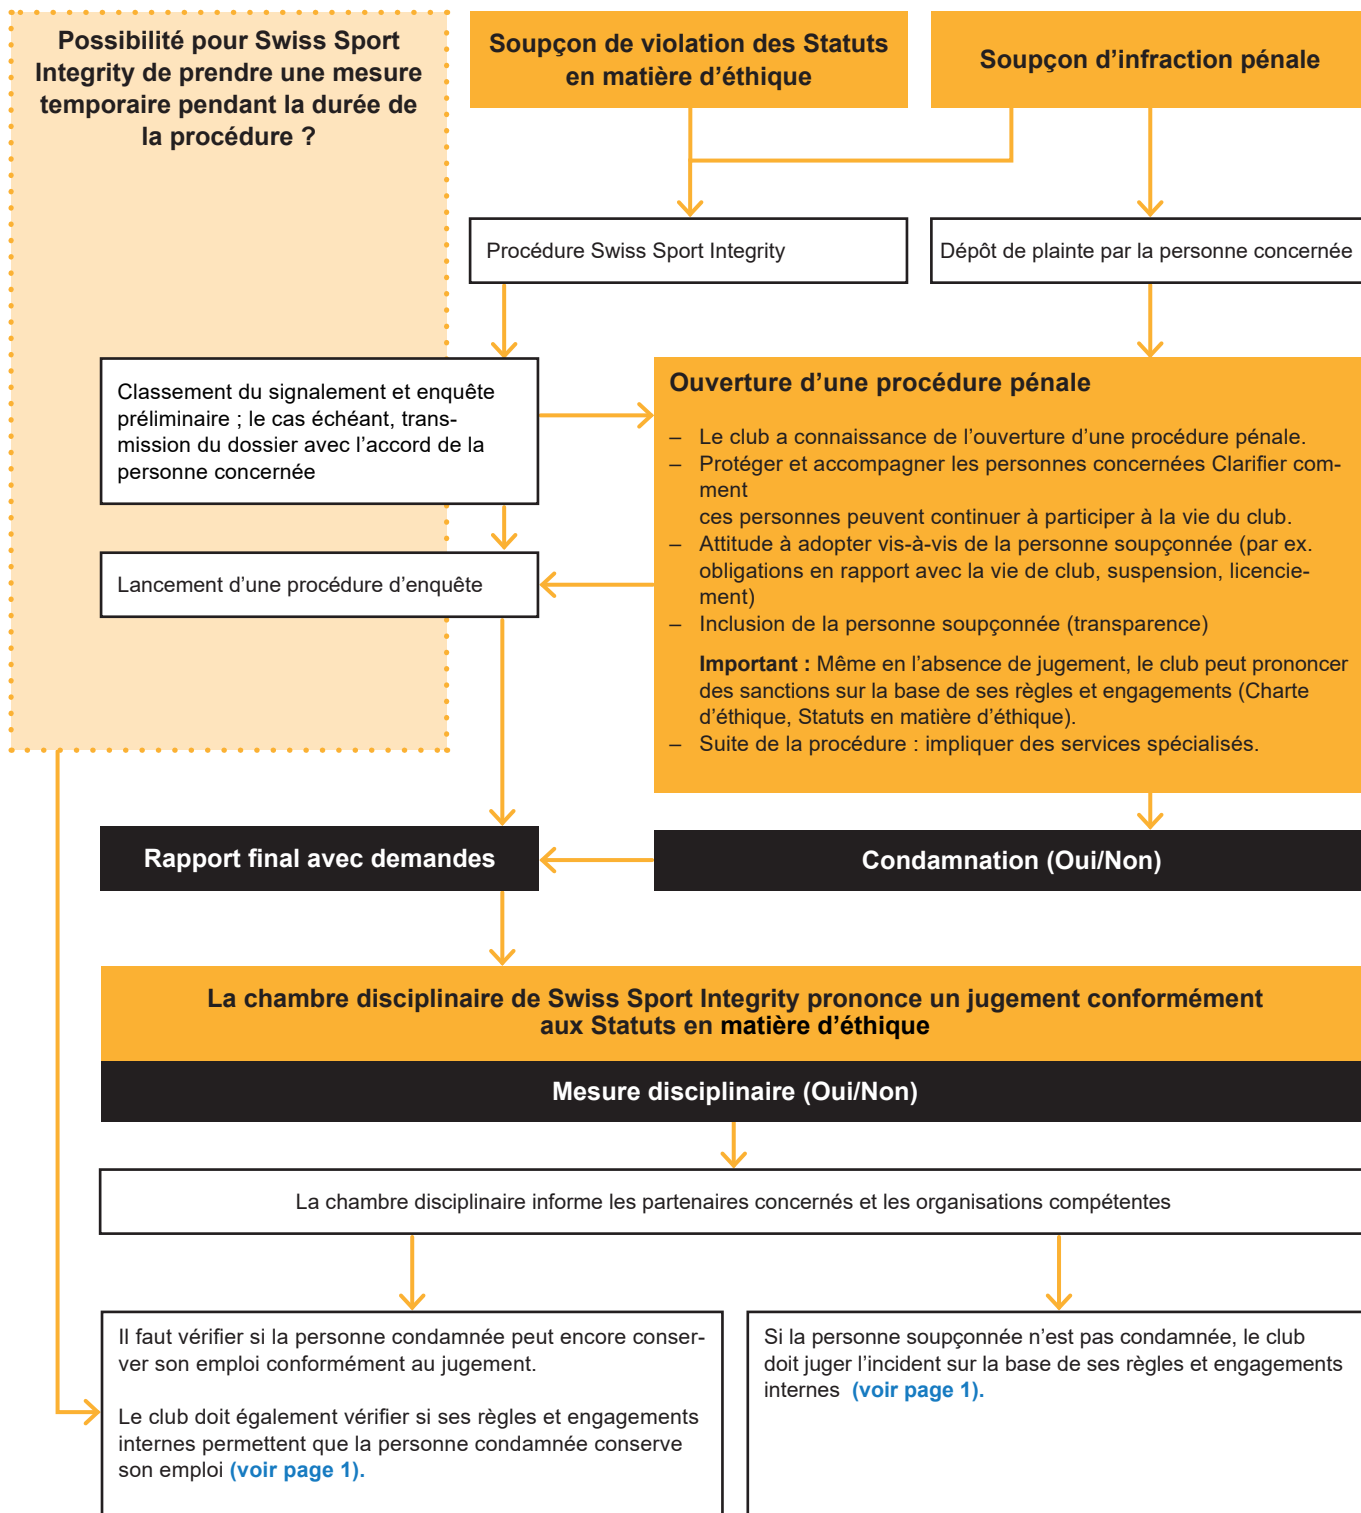 Possibilité pour Swiss Sport
Integrity de prendre une mesure
temporaire pendant la durée de
la procédure ?
Soupçon de violation des Statuts
en matière d’éthique
Soupçon d’infraction pénale
Procédure Swiss Sport Integrity
Dépôt de plainte par la personne concernée
Classement du signalement et enquête
préliminaire ; le cas échéant, trans-
mission du dossier avec l’accord de la
personne concernée
Ouverture d’une procédure pénale
– Le club a connaissance de l’ouverture d’une procédure pénale.
– Protéger et accompagner les personnes concernées Clarifier com-
ment
ces personnes peuvent continuer à participer à la vie du club.
– Attitude à adopter vis-à-vis de la personne soupçonnée (par ex.
obligations en rapport avec la vie de club, suspension, licencie-
ment)
– Inclusion de la personne soupçonnée (transparence)
Important : Même en l’absence de jugement, le club peut prononcer
des sanctions sur la base de ses règles et engagements (Charte
d’éthique, Statuts en matière d’éthique).
– Suite de la procédure : impliquer des services spécialisés.
Lancement d’une procédure d’enquête
Rapport final avec demandes
Condamnation (Oui/Non)
La chambre disciplinaire de Swiss Sport Integrity prononce un jugement conformément
aux Statuts en matière d’éthique
Mesure disciplinaire (Oui/Non)
La chambre disciplinaire informe les partenaires concernés et les organisations compétentes
Il faut vérifier si la personne condamnée peut encore conser-
ver son emploi conformément au jugement.
Le club doit également vérifier si ses règles et engagements
internes permettent que la personne condamnée conserve
son emploi (voir page 1).
Si la personne soupçonnée n’est pas condamnée, le club
doit juger l’incident sur la base de ses règles et engagements
internes (voir page 1).